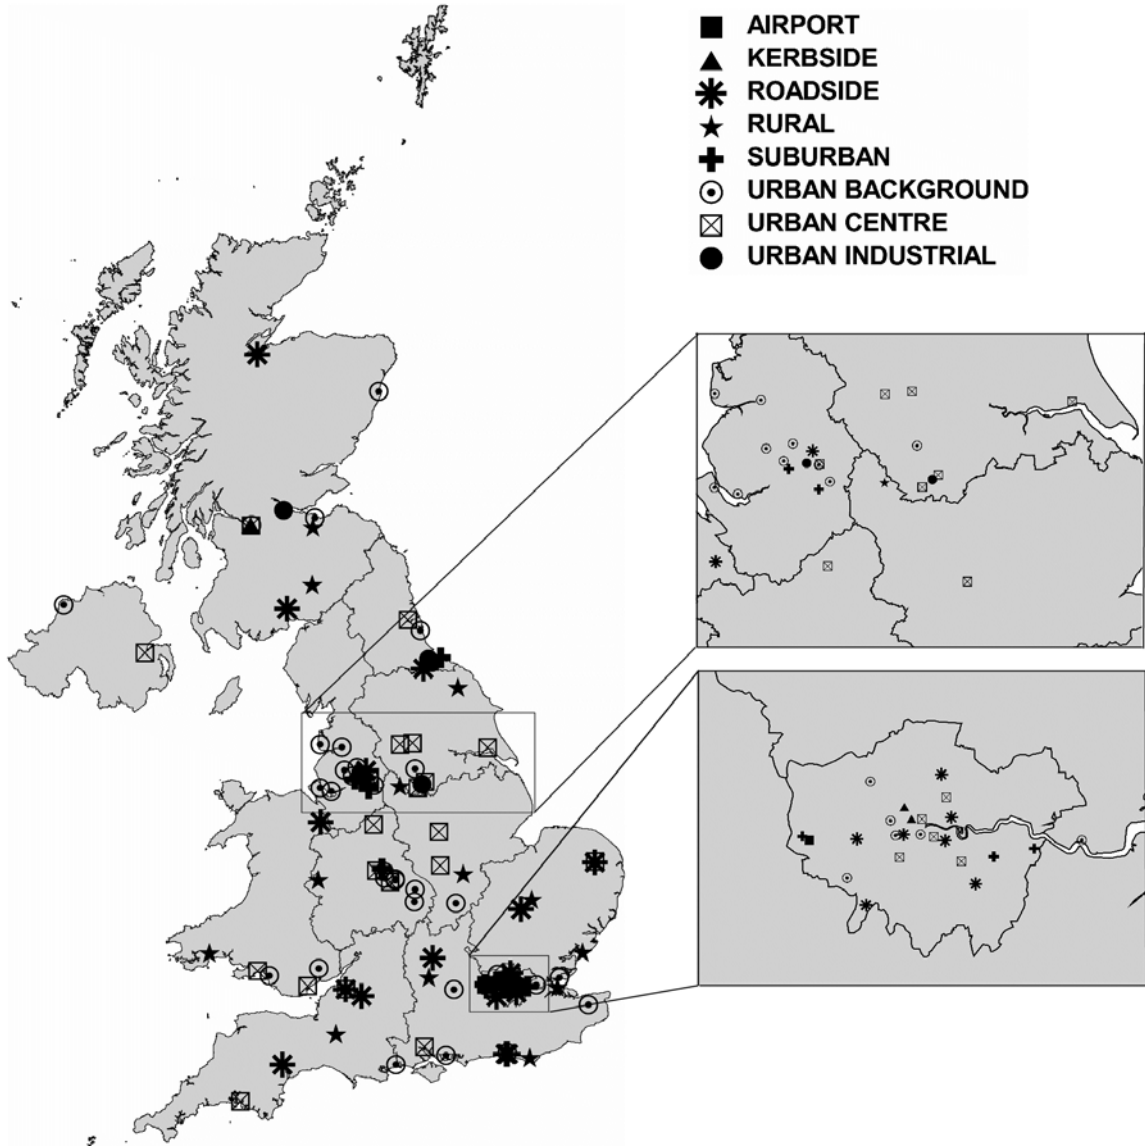 AIRPORT
KERBSIDE
ROADSIDE
RURAL
SUBURBAN
URBAN BACKGROUND
URBAN CENTRE
URBAN INDUSTRIAL